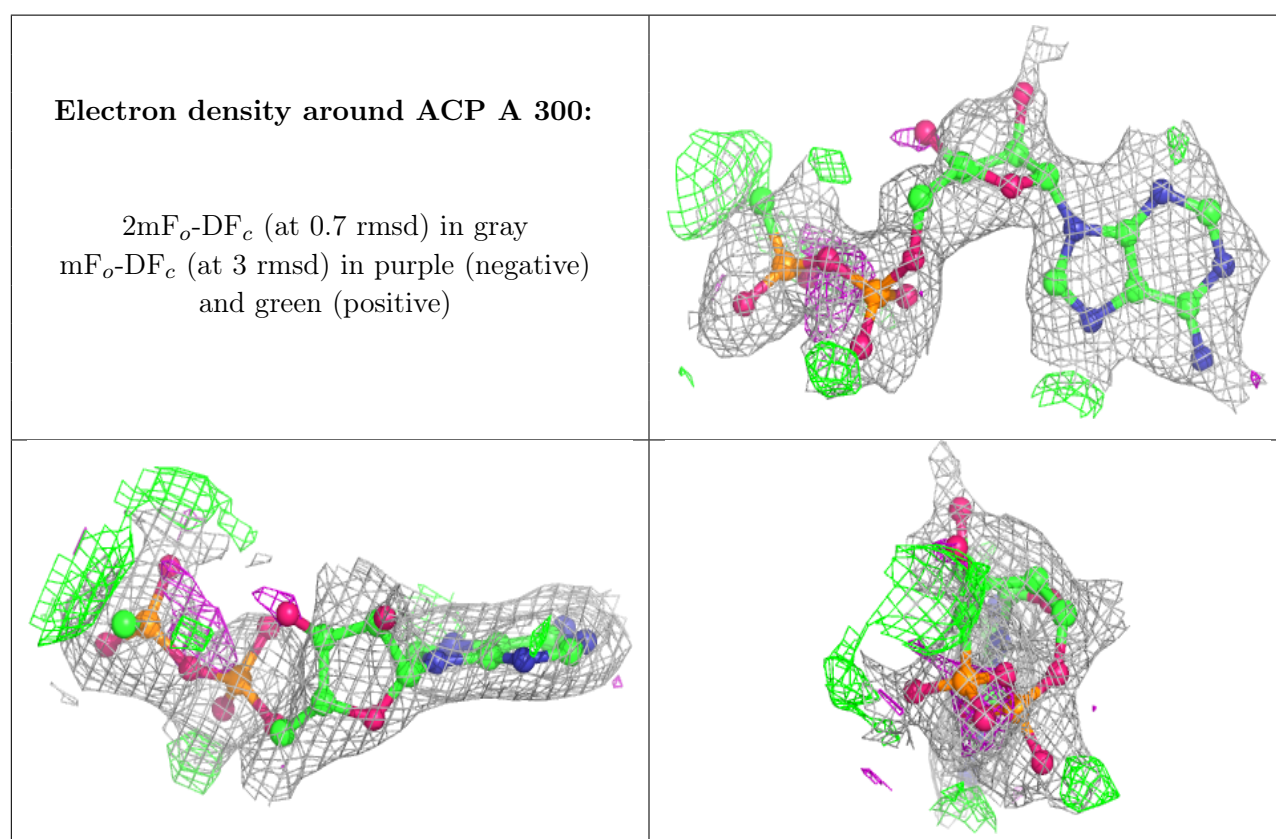 Electron density around ACP A 300:
2mFₒ-DF𝒸 (at 0.7 rmsd) in gray
mFₒ-DF𝒸 (at 3 rmsd) in purple (negative)
and green (positive)